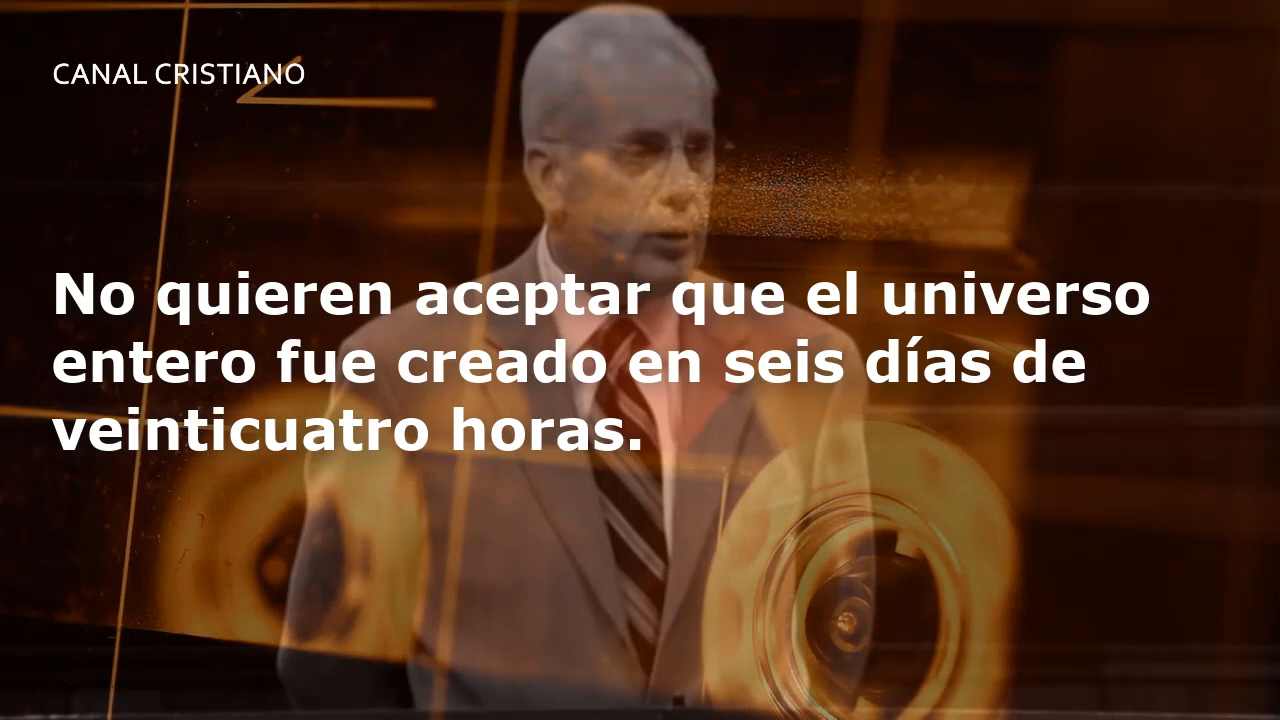 CANAL CRISTIANO
No quieren aceptar que el universo
entero fue creado en seis días de
veinticuatro horas.